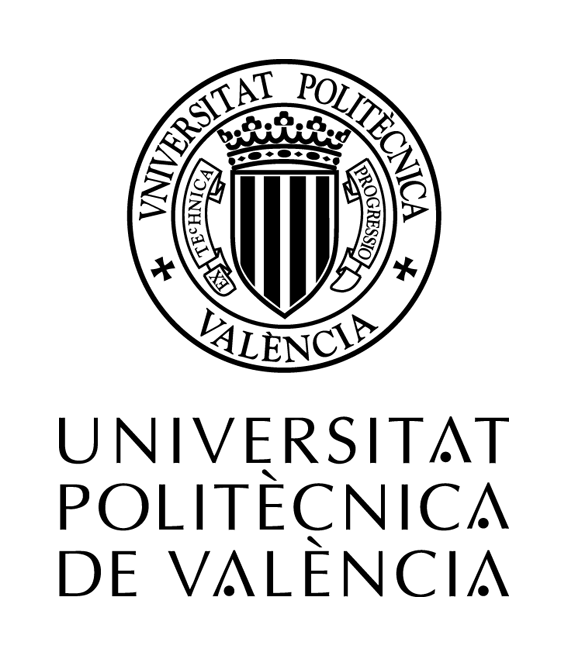 VNIVERSITAT POLITÈCNICA
EX TECHNICA
PROGRESSIO
VALÈNCIA
UNIVERSITAT
POLITÈCNICA
DE VALÈNCIA